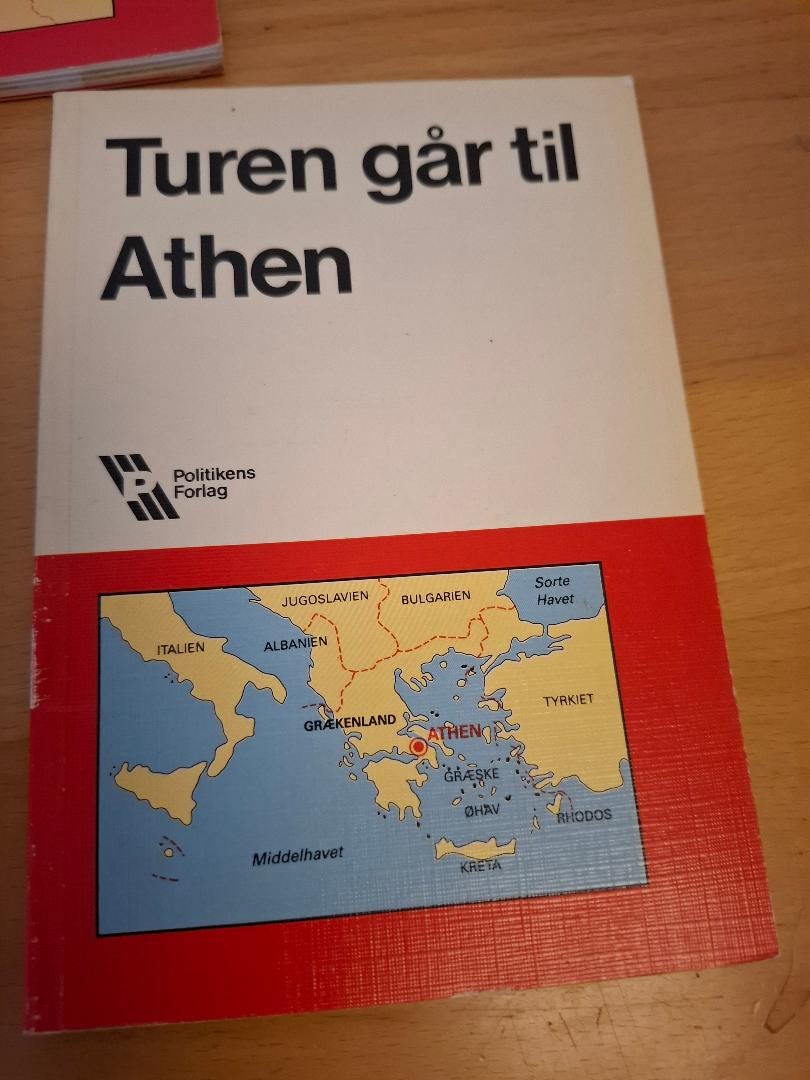 Turen går til
Athen
Politikens
Forlag
JUGOSLAVIEN
BULGARIEN
Sorte
Havet
ITALIEN
ALBANIEN
TYRKIET
GRÆKENLAND
ATHEN
GRÆSKE
ØHAV
RHODOS
Middelhavet
KRETA